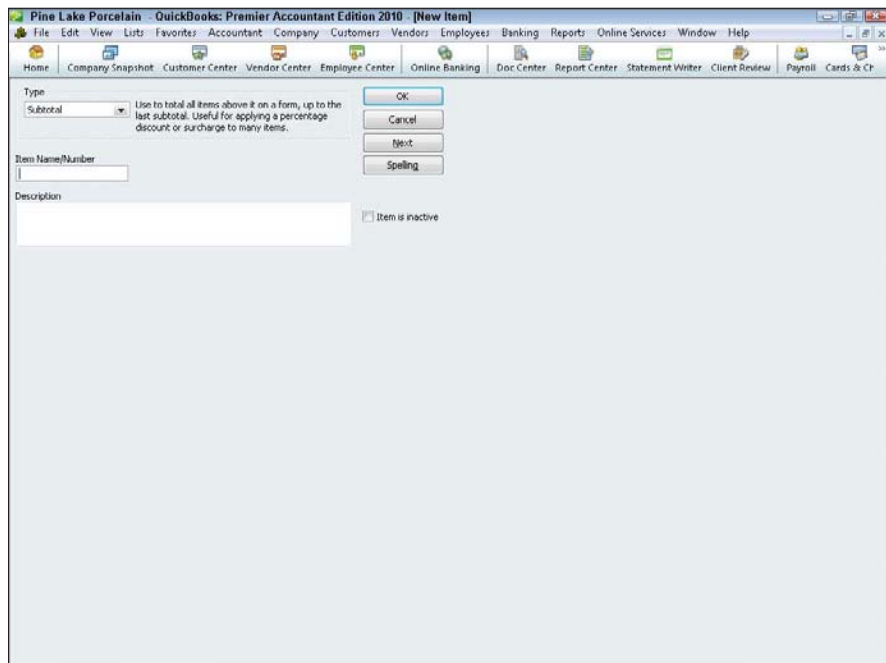 Pine Lake Porcelain - QuickBooks: Premier Accountant Edition 2010 - [New Item]
File Edit View Lists Favorites Accountant Company Customers Vendors Employees Banking Reports Online Services Window Help
Home Company Snapshot Customer Center Vendor Center Employee Center Online Banking Doc Center Report Center Statement Writer Client Review Payroll Cards & Cr
Type
Subtotal
Use to total all items above it on a form, up to the
last subtotal. Useful for applying a percentage
discount or surcharge to many items.
OK
Cancel
Next
Spelling
Item Name/Number
Description
Item is inactive